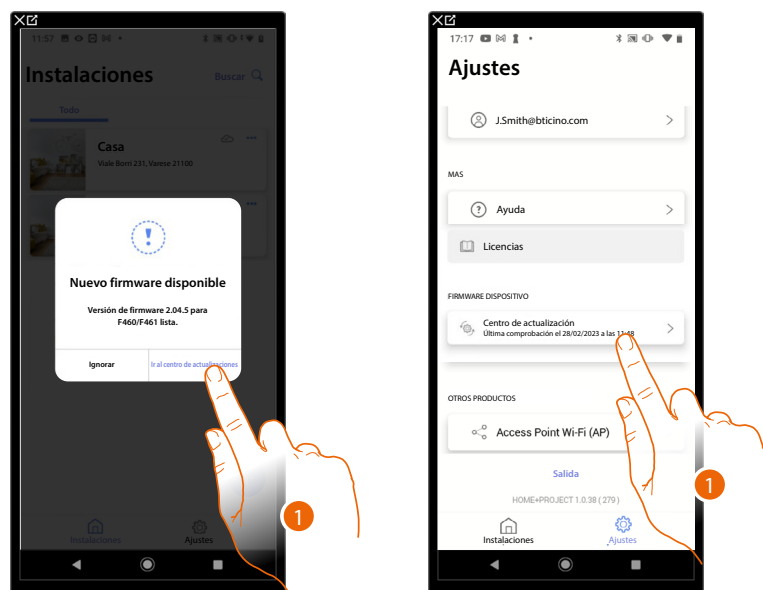 11:57
Instalaciones
Buscar
Todo
Casa
Viale Borri 231, Varese 21100
Nuevo firmware disponible
Versión de firmware 2.04.5 para
F460/F461 lista.
Ignorar
Ir al centro de actualizaciones
Instalaciones
Ajustes
1
17:17
Ajustes
J.Smith@bticino.com
MAS
Ayuda
Licencias
FIRMWARE DISPOSITIVO
Centro de actualización
Última comprobación el 28/02/2023 a las 11:48
OTROS PRODUCTOS
Access Point Wi-Fi (AP)
Salida
HOME+PROJECT 1.0.38 ( 279 )
Instalaciones
Ajustes
1